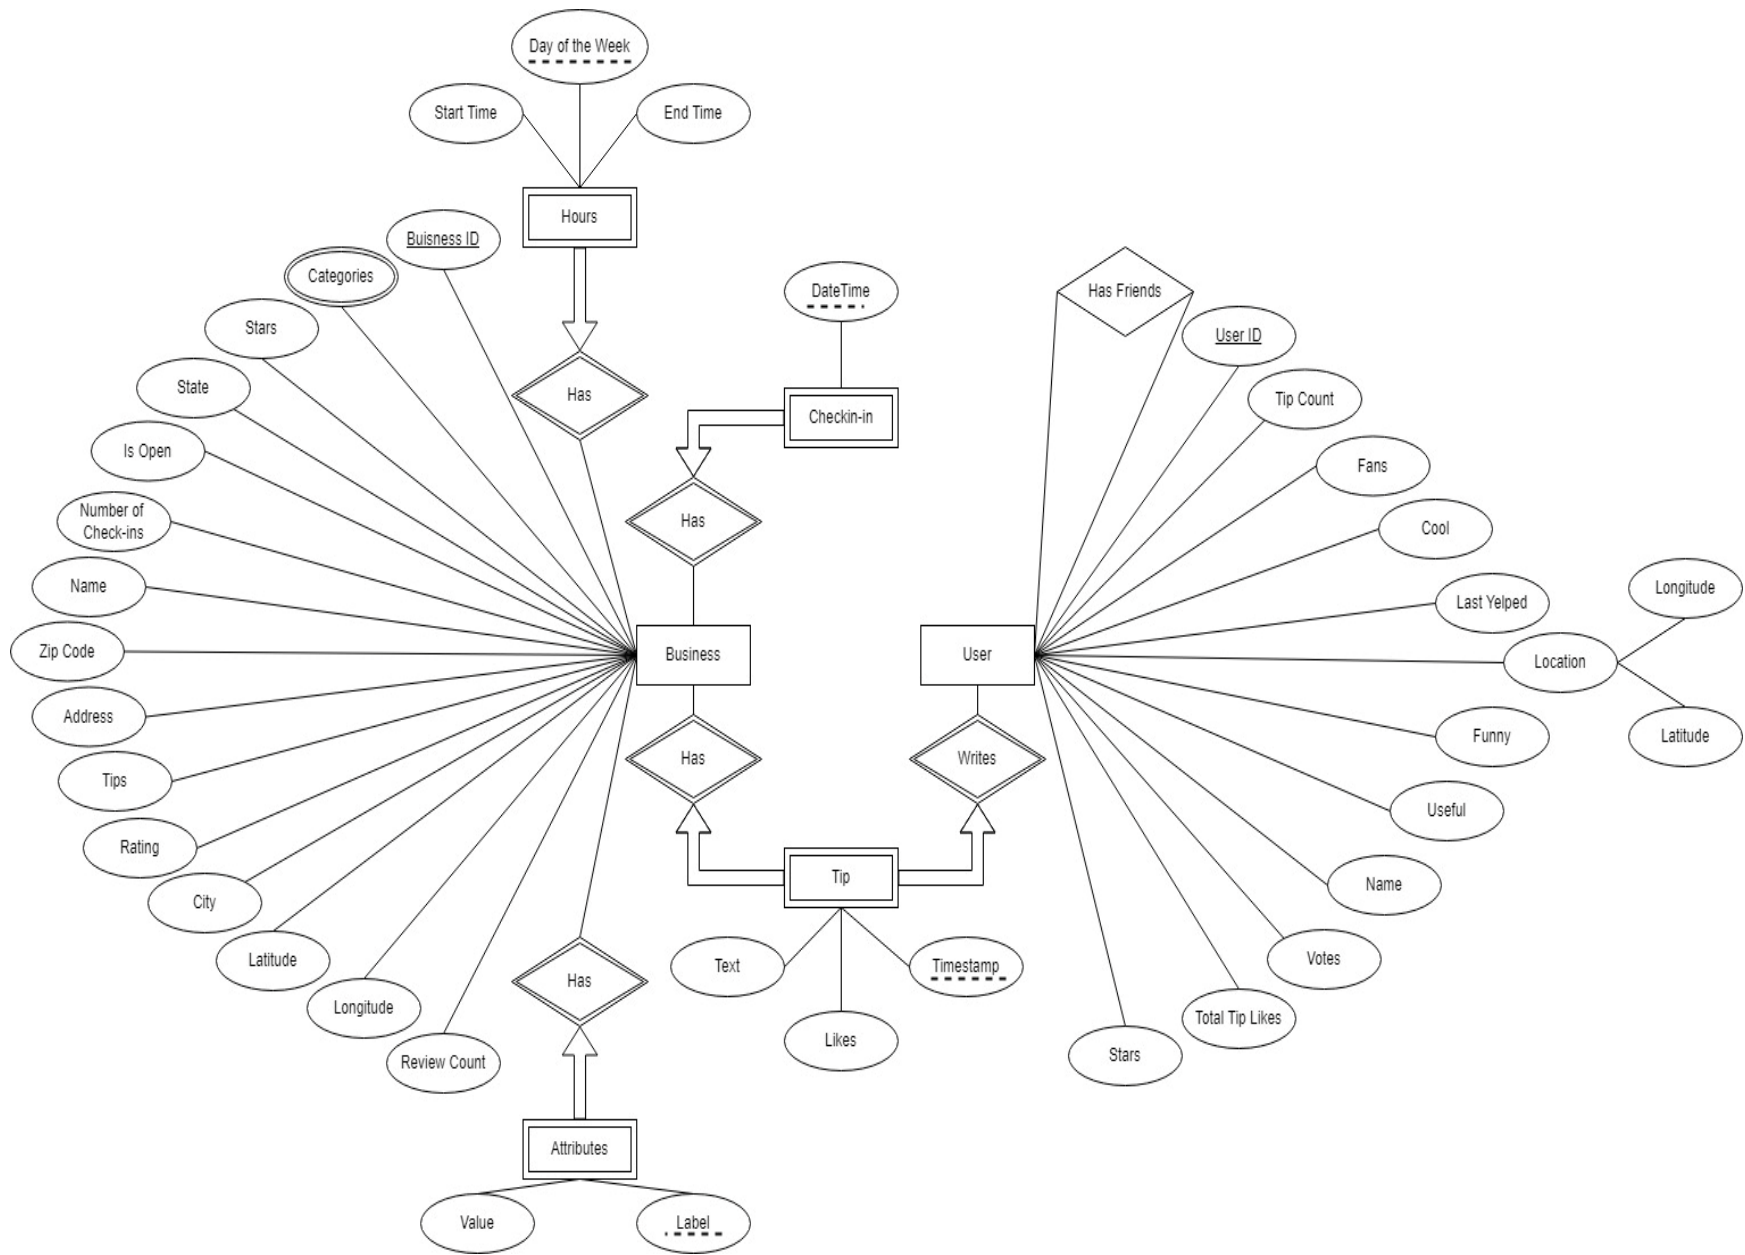 Day of the Week
Start Time
End Time
Hours
Buisness ID
Categories
Stars
State
Is Open
Number of
Check-ins
Name
Zip Code
Address
Tips
Rating
City
Latitude
Longitude
Review Count
Has
DateTime
Checkin-in
Has
Business
Has
Has
Attributes
Value
Label
Tip
Text
Likes
Timestamp
Writes
User
Has Friends
User ID
Tip Count
Fans
Cool
Last Yelped
Location
Longitude
Latitude
Funny
Useful
Name
Votes
Total Tip Likes
Stars